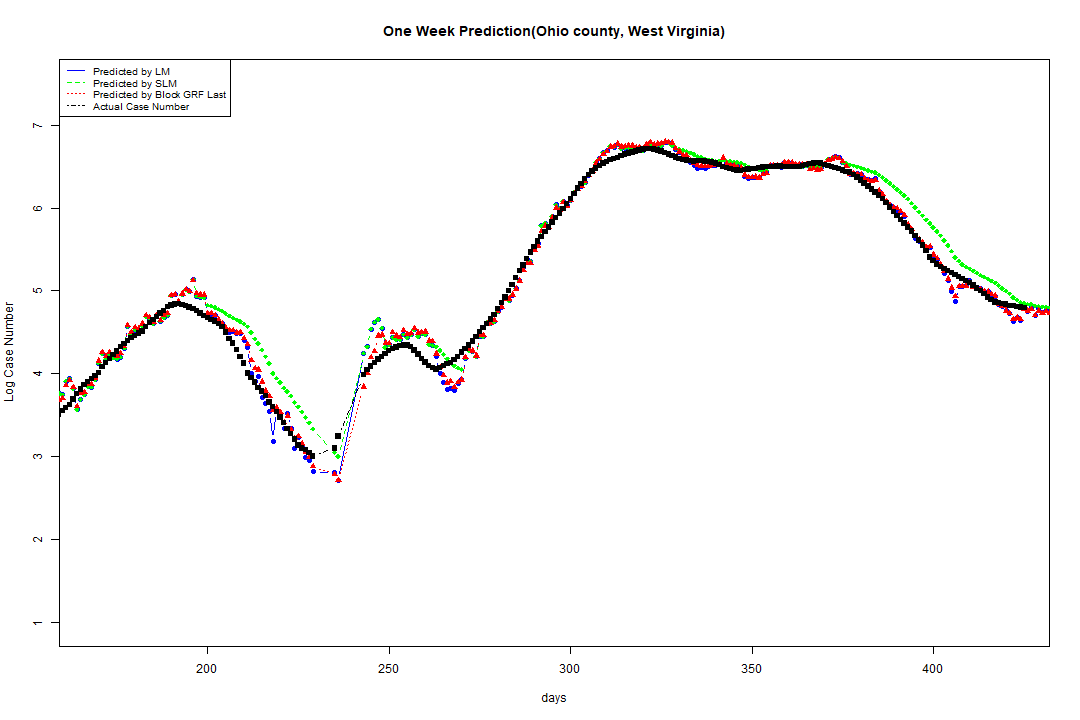 One Week Prediction(Ohio county, West Virginia)
Predicted by LM
Predicted by SLM
Predicted by Block GRF Last
Actual Case Number
7
6
5
4
3
2
1
Log Case Number
200 250 300 350 400
days